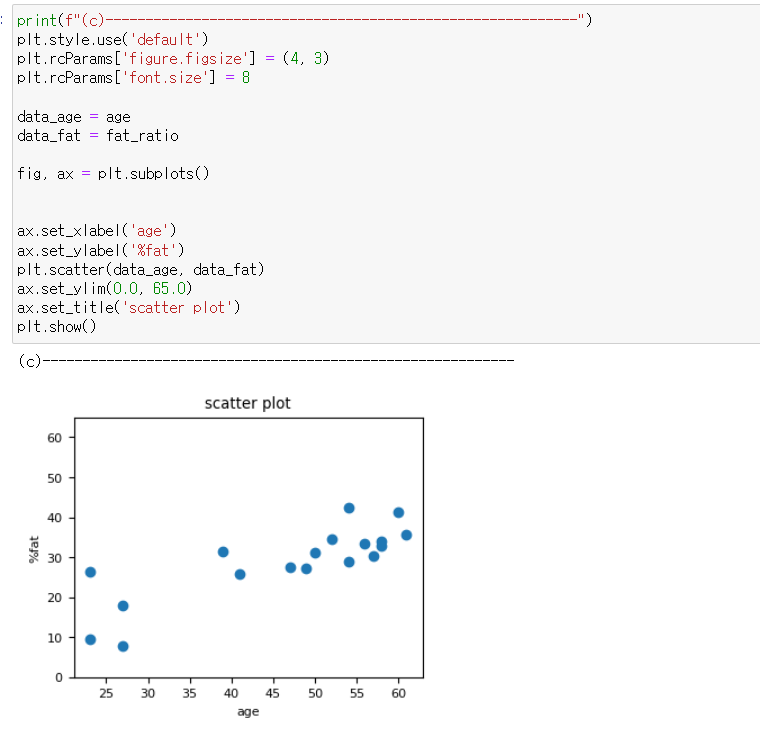 :
print(f"(c)-----------------------------------------------------------")
plt.style.use('default')
plt.rcParams['figure.figsize'] = (4, 3)
plt.rcParams['font.size'] = 8
data_age = age
data_fat = fat_ratio
fig, ax = plt.subplots()
ax.set_xlabel('age')
ax.set_ylabel('%fat')
plt.scatter(data_age, data_fat)
ax.set_ylim(0.0, 65.0)
ax.set_title('scatter plot')
plt.show()
(c)-----------------------------------------------------------
scatter plot
60
50
40
30
20
10
0
%fat
25 30 35 40 45 50 55 60
age